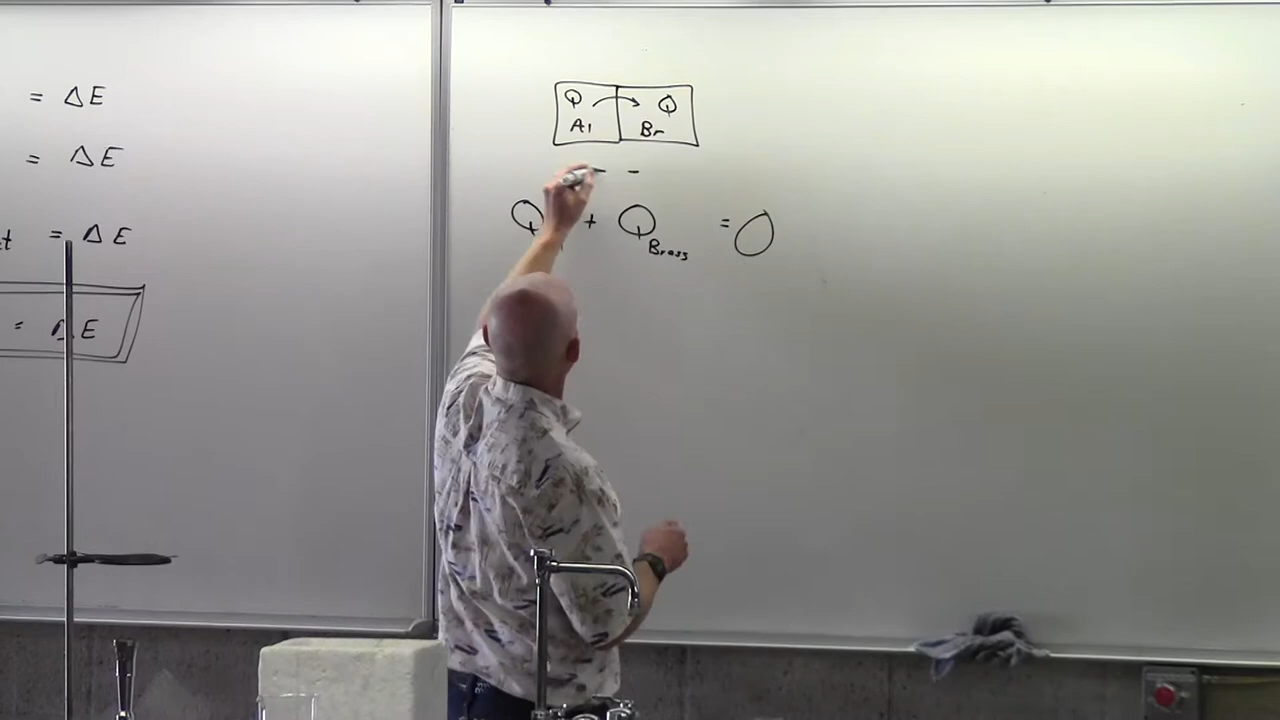 = ΔE
= ΔE
= ΔE
= ΔE
Q Q
Al Br
- -
Q + Q Brass = 0